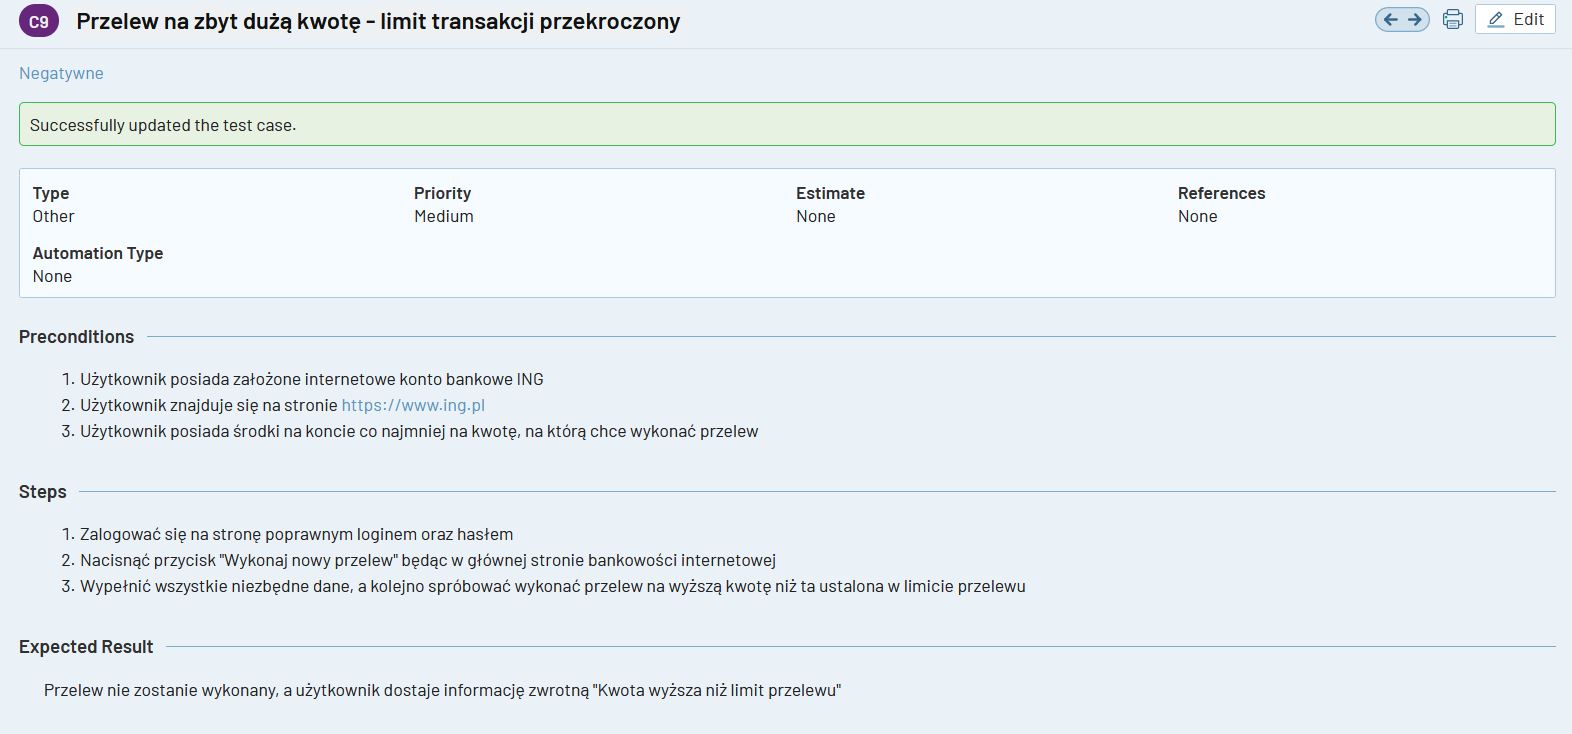 C9 Przelew na zbyt dużą kwotę - limit transakcji przekroczony
Edit
Negatywne
Successfully updated the test case.
Type
Other
Priority
Medium
Estimate
None
References
None
Automation Type
None
Preconditions
1. Użytkownik posiada założone internetowe konto bankowe ING
2. Użytkownik znajduje się na stronie https://www.ing.pl
3. Użytkownik posiada środki na koncie co najmniej na kwotę, na którą chce wykonać przelew
Steps
1. Zalogować się na stronę poprawnym loginem oraz hasłem
2. Nacisnąć przycisk "Wykonaj nowy przelew" będąc w głównej stronie bankowości internetowej
3. Wypełnić wszystkie niezbędne dane, a kolejno spróbować wykonać przelew na wyższą kwotę niż ta ustalona w limicie przelewu
Expected Result
Przelew nie zostanie wykonany, a użytkownik dostaje informację zwrotną "Kwota wyższa niż limit przelewu"